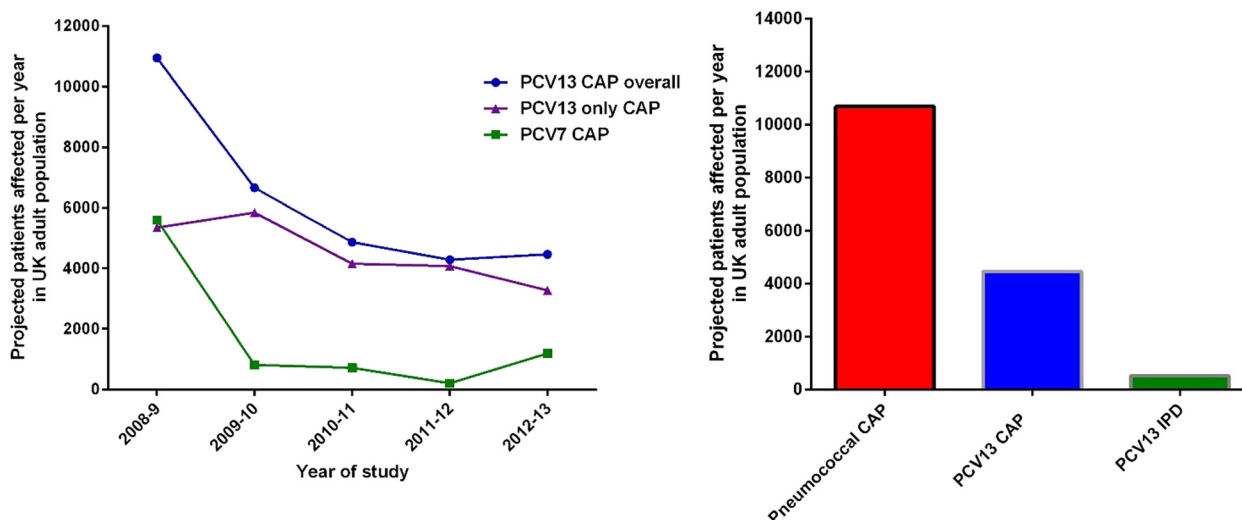 Projected patients affected per year
in UK adult population
12000
10000
8000
6000
4000
2000
0
PCV13 CAP overall
PCV13 only CAP
PCV7 CAP
2008-9
2009-10
2010-11
2011-12
2012-13
Year of study
Projected patients affected per year
in UK adult population
14000
12000
10000
8000
6000
4000
2000
0
Pneumococcal CAP
PCV13 CAP
PCV13 IPD